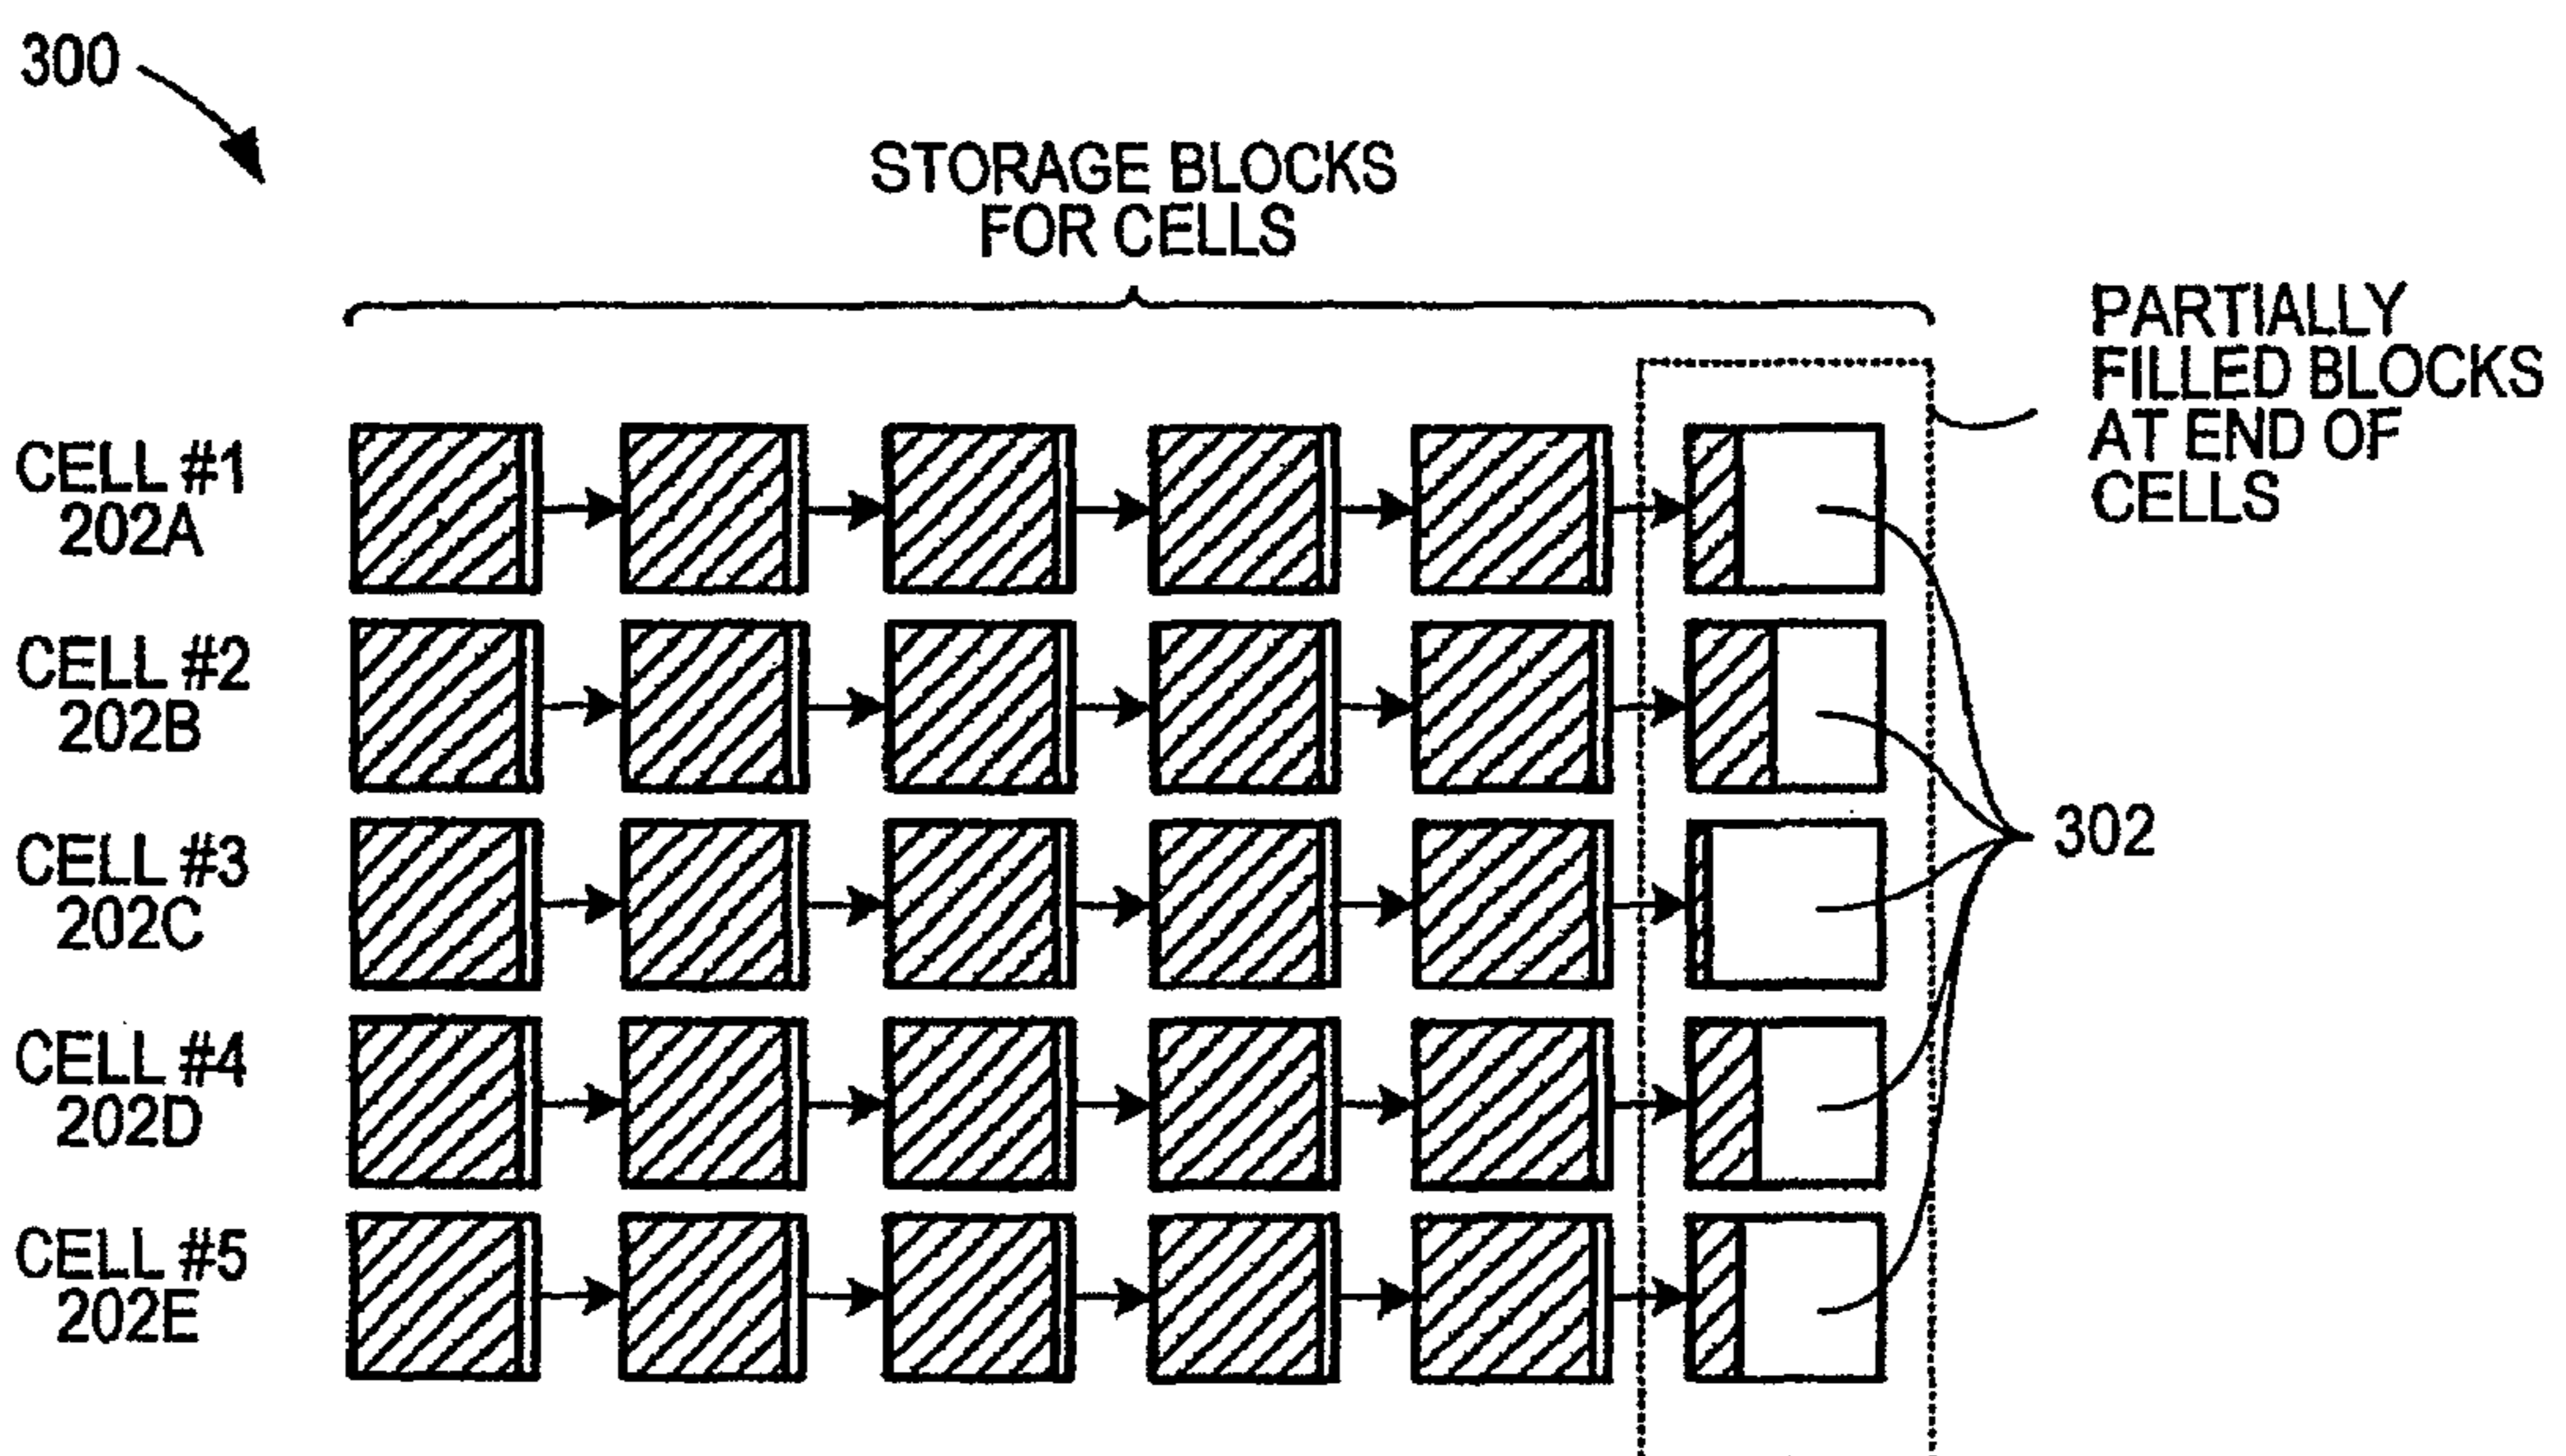 300
STORAGE BLOCKS
FOR CELLS
PARTIALLY
FILLED BLOCKS
AT END OF
CELLS
CELL #1
202A
CELL #2
202B
CELL #3
202C
302
CELL #4
202D
CELL #5
202E